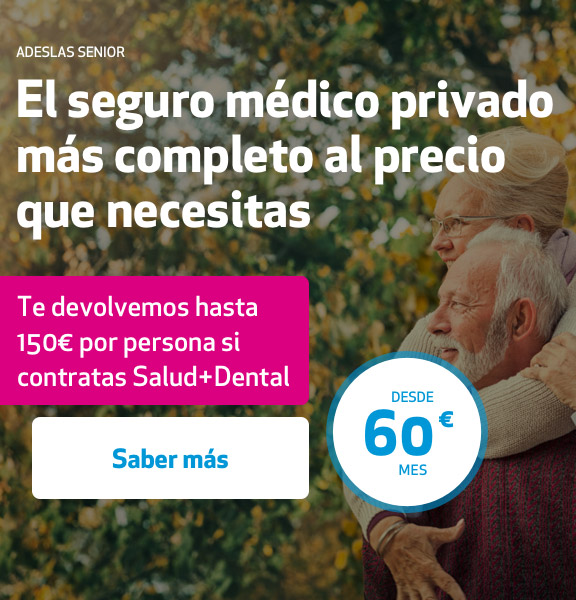 ADESLAS SENIOR
El seguro médico privado
más completo al precio
que necesitas
Te devolvemos hasta
150€ por persona si
contratas Salud+Dental
Saber más
DESDE
60€
MES